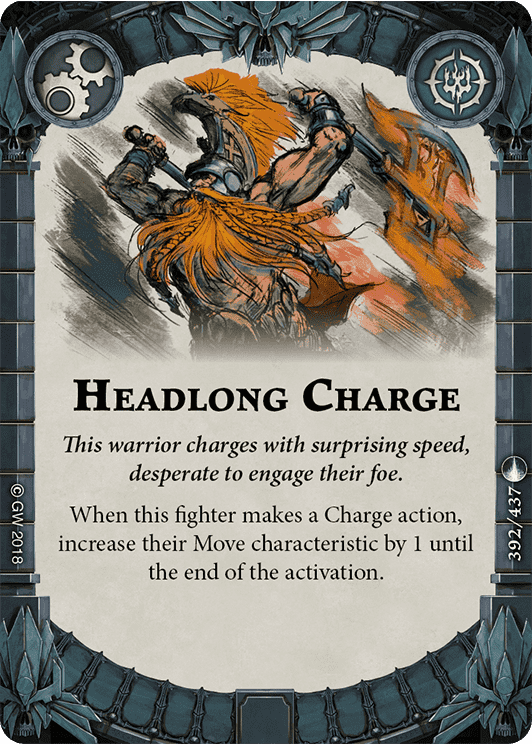 HEADLONG CHARGE
This warrior charges with surprising speed,
desperate to engage their foe.
When this fighter makes a Charge action,
increase their Move characteristic by 1 until
the end of the activation.
© GW 2018
392/437